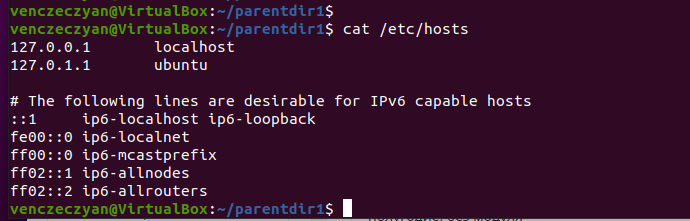 venczeczyan@VirtualBox:~/parentdir1$
venczeczyan@VirtualBox:~/parentdir1$ cat /etc/hosts
127.0.0.1       localhost
127.0.1.1       ubuntu

# The following lines are desirable for IPv6 capable hosts
::1     ip6-localhost ip6-loopback
fe00::0 ip6-localnet
ff00::0 ip6-mcastprefix
ff02::1 ip6-allnodes
ff02::2 ip6-allrouters
venczeczyan@VirtualBox:~/parentdir1$